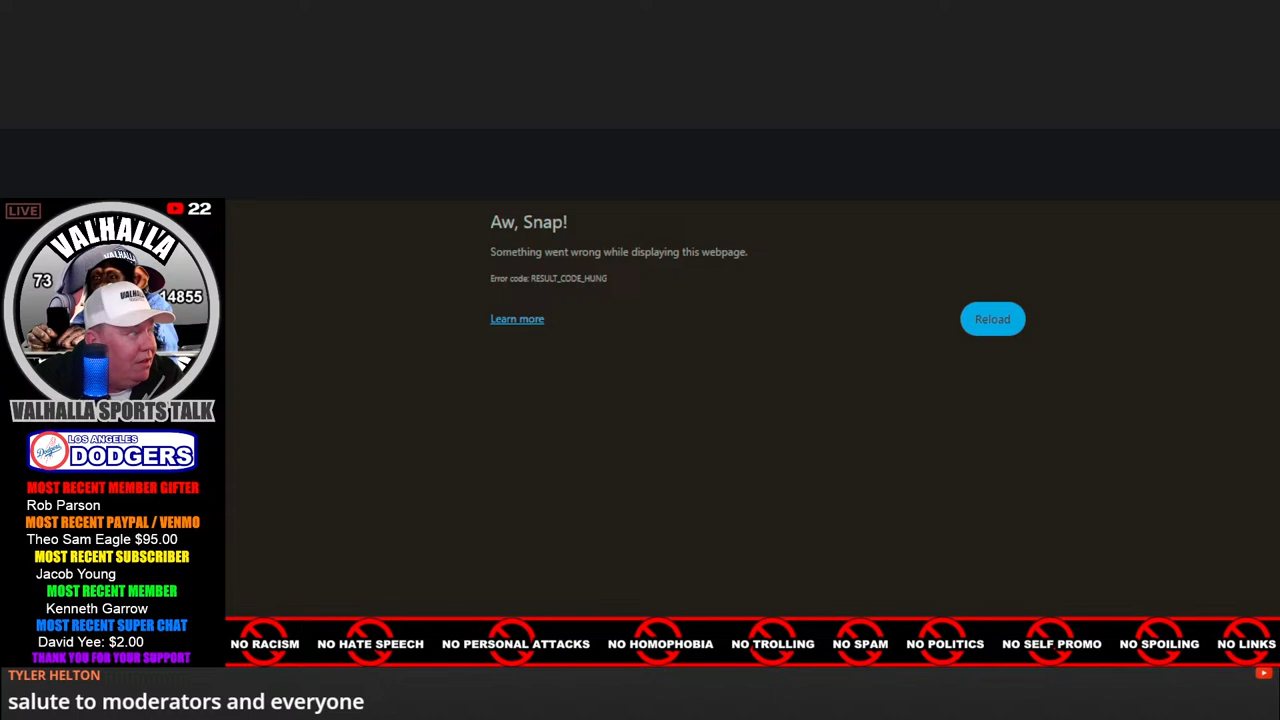 LIVE
22
VALHALLA
VALHALLA
73
14855
VALHALLA SPORTS TALK
LOS ANGELES
Dodgers
DODGERS
MOST RECENT MEMBER GIFTER
Rob Parson
MOST RECENT PAYPAL / VENMO
Theo Sam Eagle $95.00
MOST RECENT SUBSCRIBER
Jacob Young
MOST RECENT MEMBER
Kenneth Garrow
MOST RECENT SUPER CHAT
David Yee: $2.00
THANK YOU FOR YOUR SUPPORT
Aw, Snap!
Something went wrong while displaying this webpage.
Error code: RESULT_CODE_HUNG
Learn more
Reload
NO RACISM NO HATE SPEECH NO PERSONAL ATTACKS NO HOMOPHOBIA NO TROLLING NO SPAM NO POLITICS NO SELF PROMO NO SPOILING NO LINKS
TYLER HELTON
salute to moderators and everyone